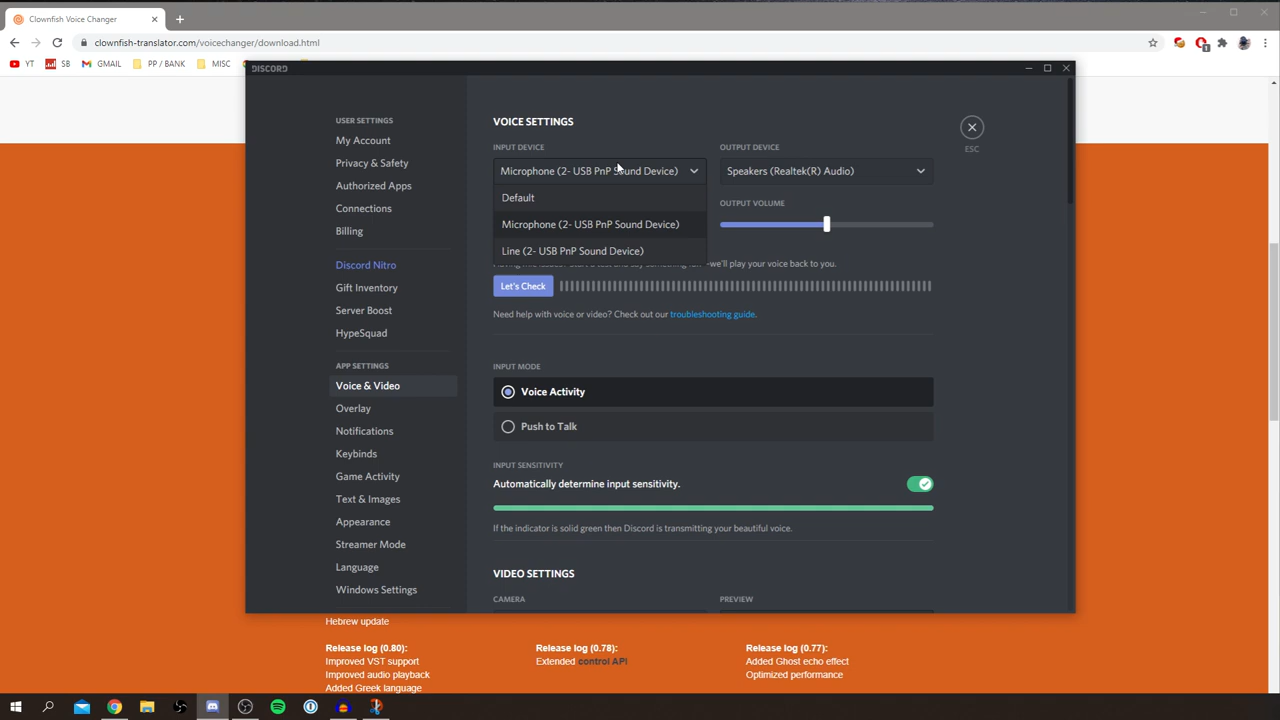 Clownfish Voice Changer
clownfish-translator.com/voicechanger/download.html
YT
SB
GMAIL
PP / BANK
MISC
DISCORD
USER SETTINGS
My Account
Privacy & Safety
Authorized Apps
Connections
Billing
Discord Nitro
Gift Inventory
Server Boost
HypeSquad
APP SETTINGS
Voice & Video
Overlay
Notifications
Keybinds
Game Activity
Text & Images
Appearance
Streamer Mode
Language
Windows Settings
VOICE SETTINGS
INPUT DEVICE
Microphone (2- USB PnP Sound Device)
Default
Microphone (2- USB PnP Sound Device)
Line (2- USB PnP Sound Device)
OUTPUT DEVICE
Speakers (Realtek(R) Audio)
OUTPUT VOLUME
ESC
we'll play your voice back to you.
Let's Check
Need help with voice or video? Check out our troubleshooting guide.
INPUT MODE
Voice Activity
Push to Talk
INPUT SENSITIVITY
Automatically determine input sensitivity.
If the indicator is solid green then Discord is transmitting your beautiful voice.
VIDEO SETTINGS
CAMERA
PREVIEW
Hebrew update
Release log (0.80)
Improved VST support
Improved audio playback
Added Greek language
Release log (0.78)
Extended control API
Release log (0.77)
Added Ghost echo effect
Optimized performance